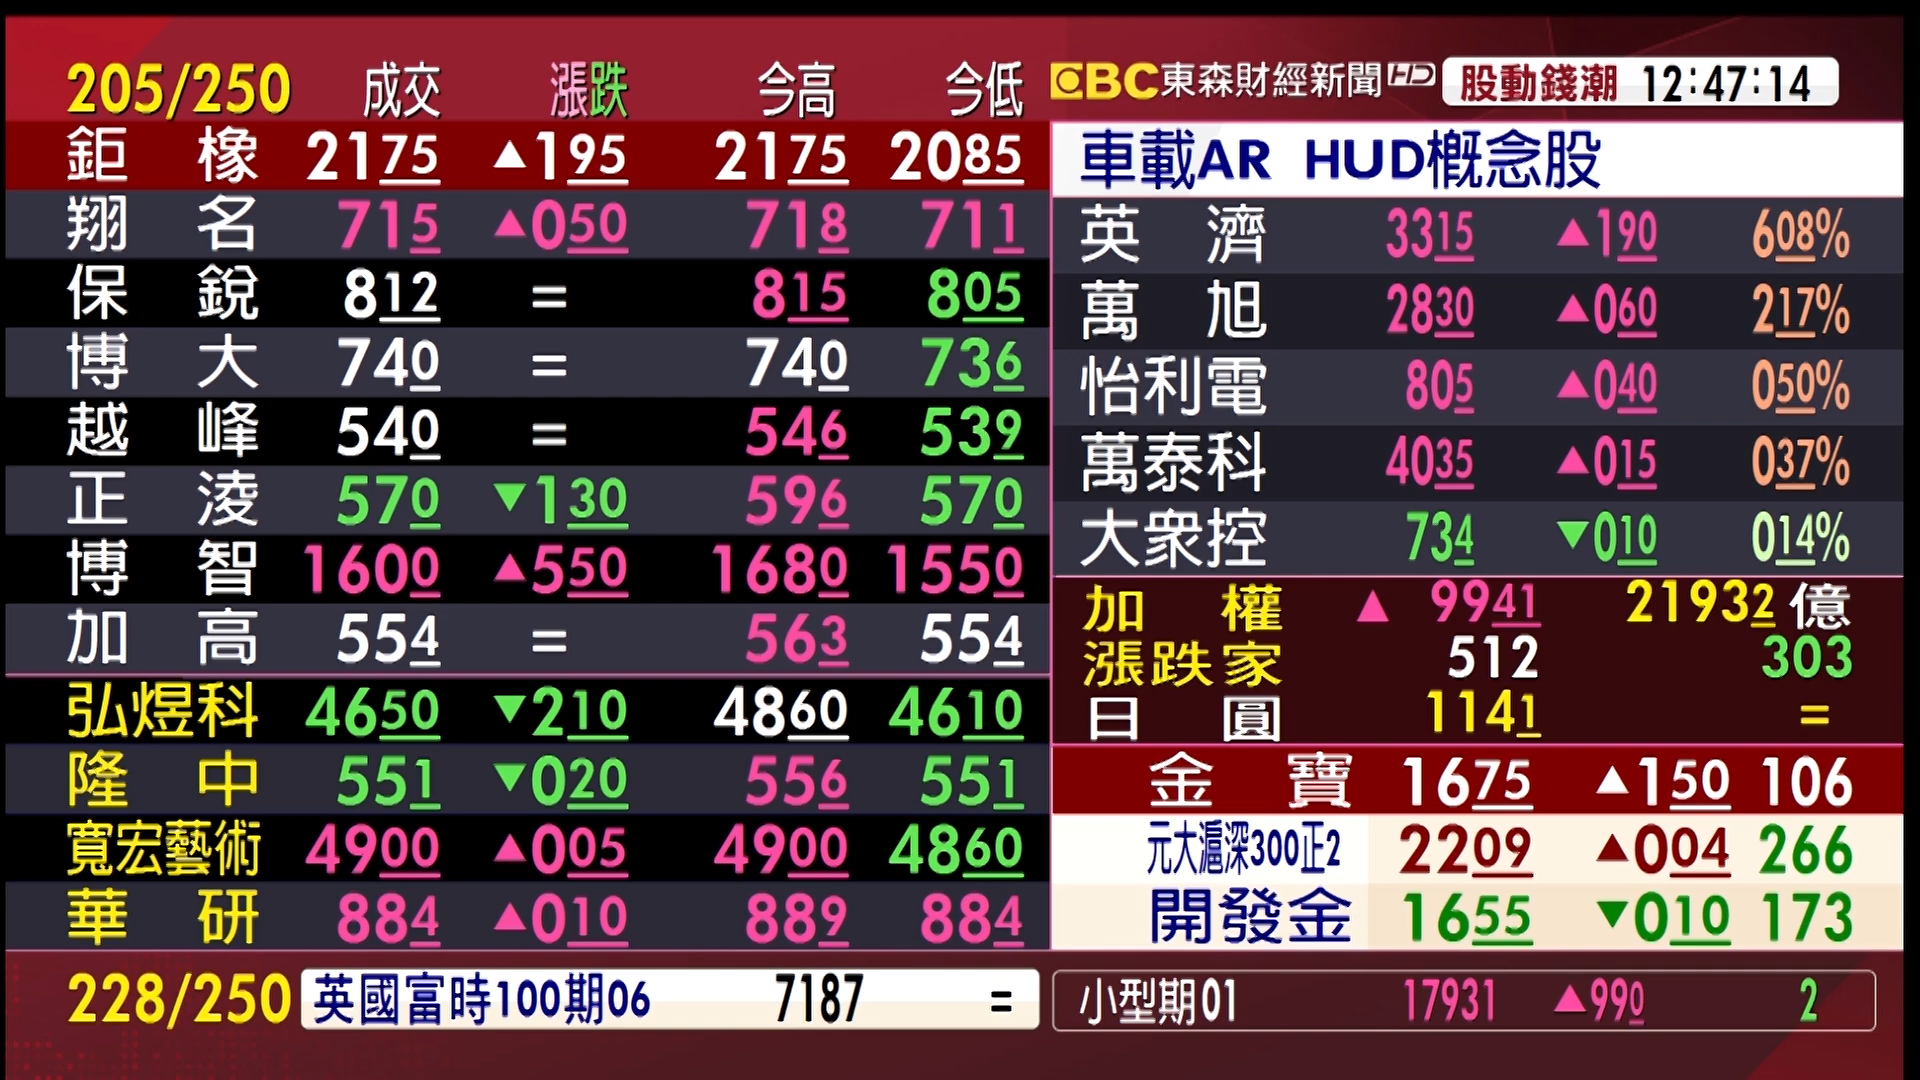 205/250 成交 漲跌 今高 今低
鉅橡 2175 ▲195 2175 2085
翔名 715 ▲050 718 711
保銳 812 = 815 805
博大 740 = 740 736
越峰 540 = 546 539
正淩 570 ▼130 596 570
博智 1600 ▲550 1680 1550
加高 554 = 563 554
弘煜科 4650 ▼210 4860 4610
隆中 551 ▼020 556 551
寬宏藝術 4900 ▲005 4900 4860
華研 884 ▲010 889 884
228/250 英國富時100期06 7187 =
EBC東森財經新聞HD 股動錢潮 12:47:14
車載AR HUD概念股
英濟 3315 ▲190 608%
萬旭 2830 ▲060 217%
怡利電 805 ▲040 050%
萬泰科 4035 ▲015 037%
大眾控 734 ▼010 014%
加權 ▲ 9941 21932億
漲跌家 512 303
日圓 1141 =
金寶 1675 ▲150 106
元大滬深300正2 2209 ▲004 266
開發金 1655 ▼010 173
小型期01 17931 ▲990 2